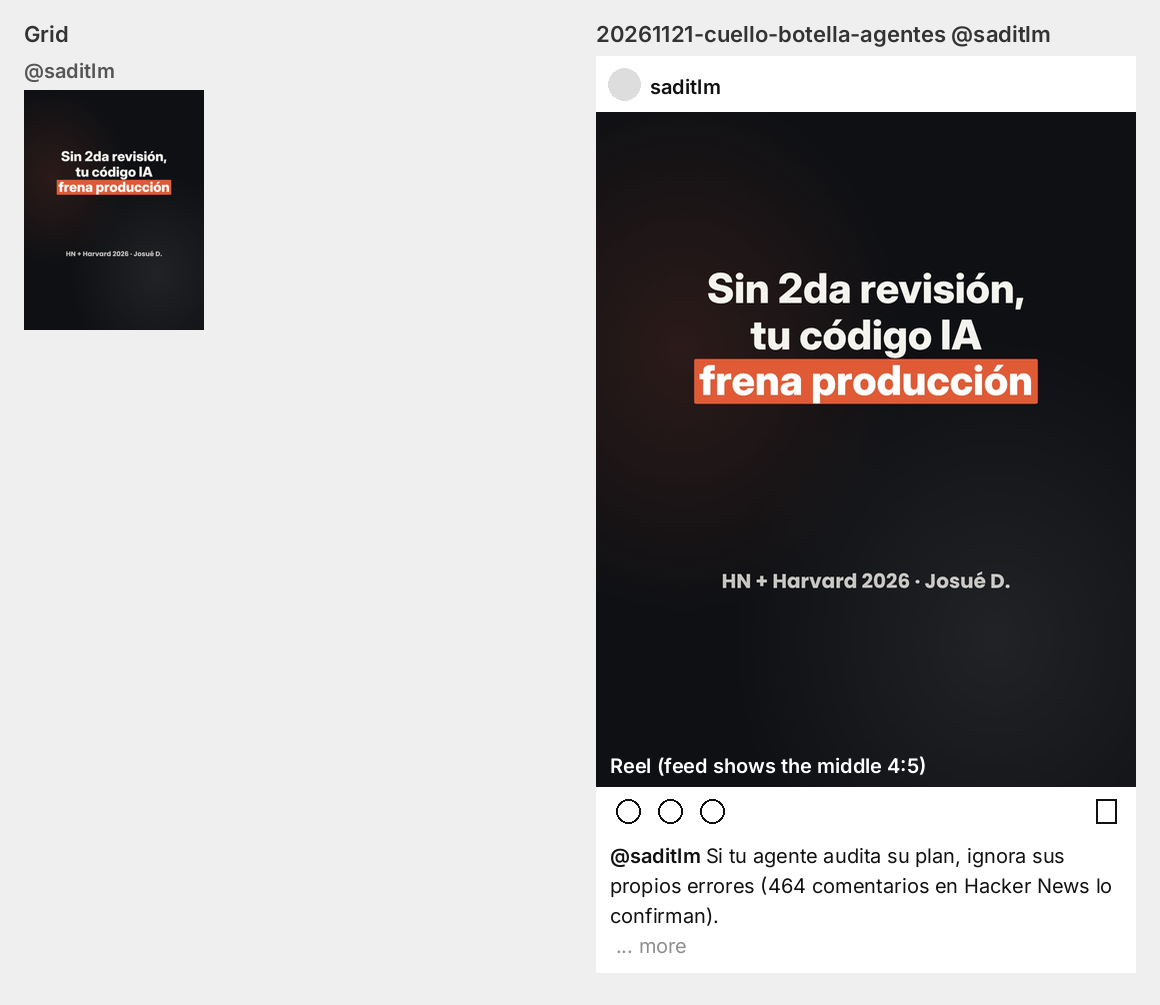 Grid
@saditlm
Sin 2da revisión,
tu código IA
frena producción
HN + Harvard 2026 · Josué D.
20261121-cuello-botella-agentes @saditlm
saditlm
Sin 2da revisión,
tu código IA
frena producción
HN + Harvard 2026 · Josué D.
Reel (feed shows the middle 4:5)
@saditlm Si tu agente audita su plan, ignora sus
propios errores (464 comentarios en Hacker News lo
confirman).
... more